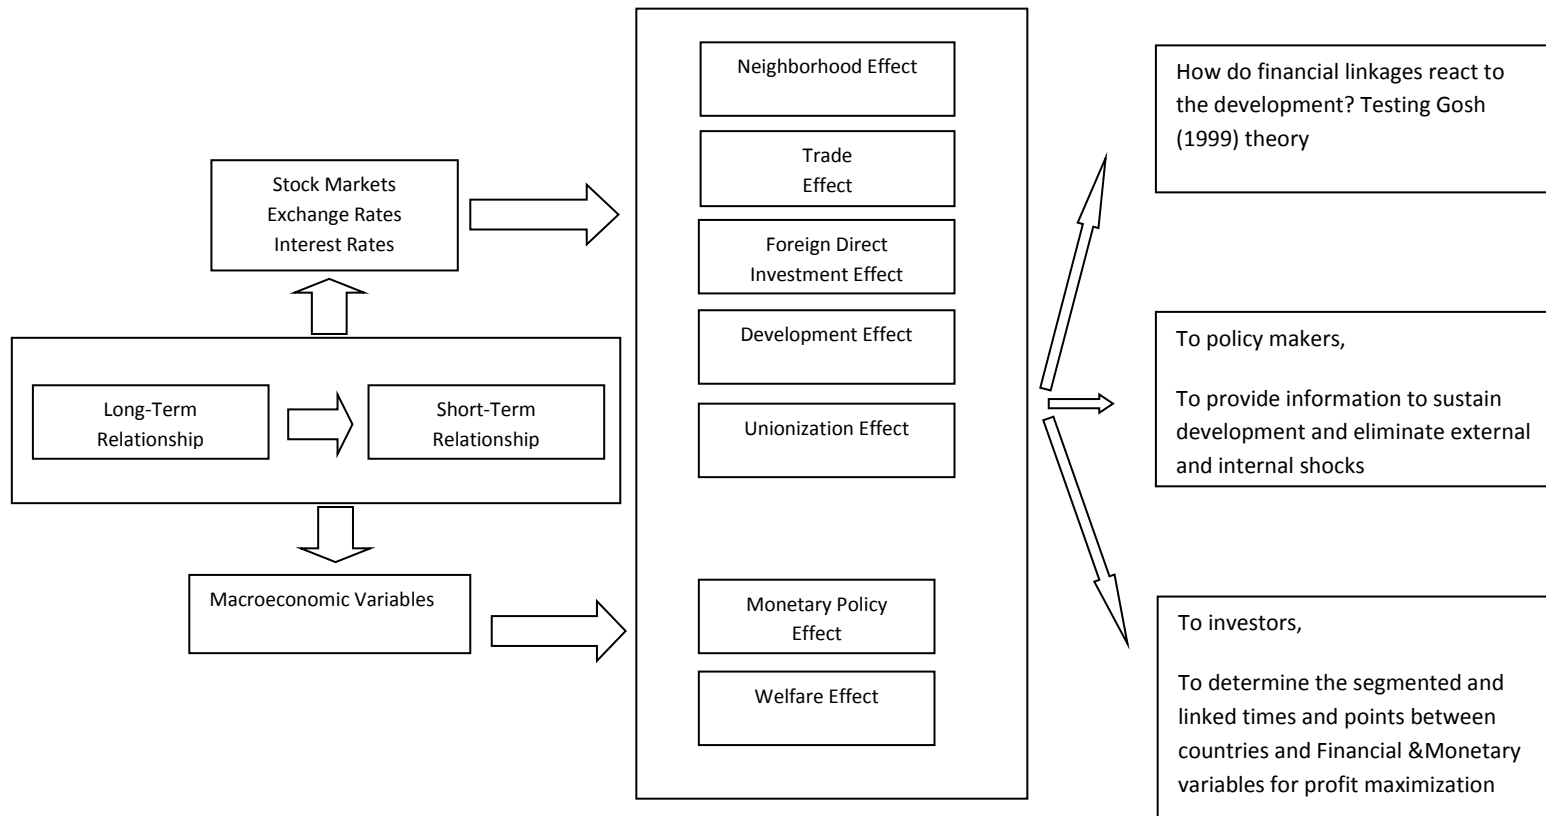 Stock Markets
Exchange Rates
Interest Rates
Long-Term
Relationship
Short-Term
Relationship
Macroeconomic Variables
Neighborhood Effect
Trade
Effect
Foreign Direct
Investment Effect
Development Effect
Unionization Effect
Monetary Policy
Effect
Welfare Effect
How do financial linkages react to
the development? Testing Gosh
(1999) theory
To policy makers,
To provide information to sustain
development and eliminate external
and internal shocks
To investors,
To determine the segmented and
linked times and points between
countries and Financial &Monetary
variables for profit maximization